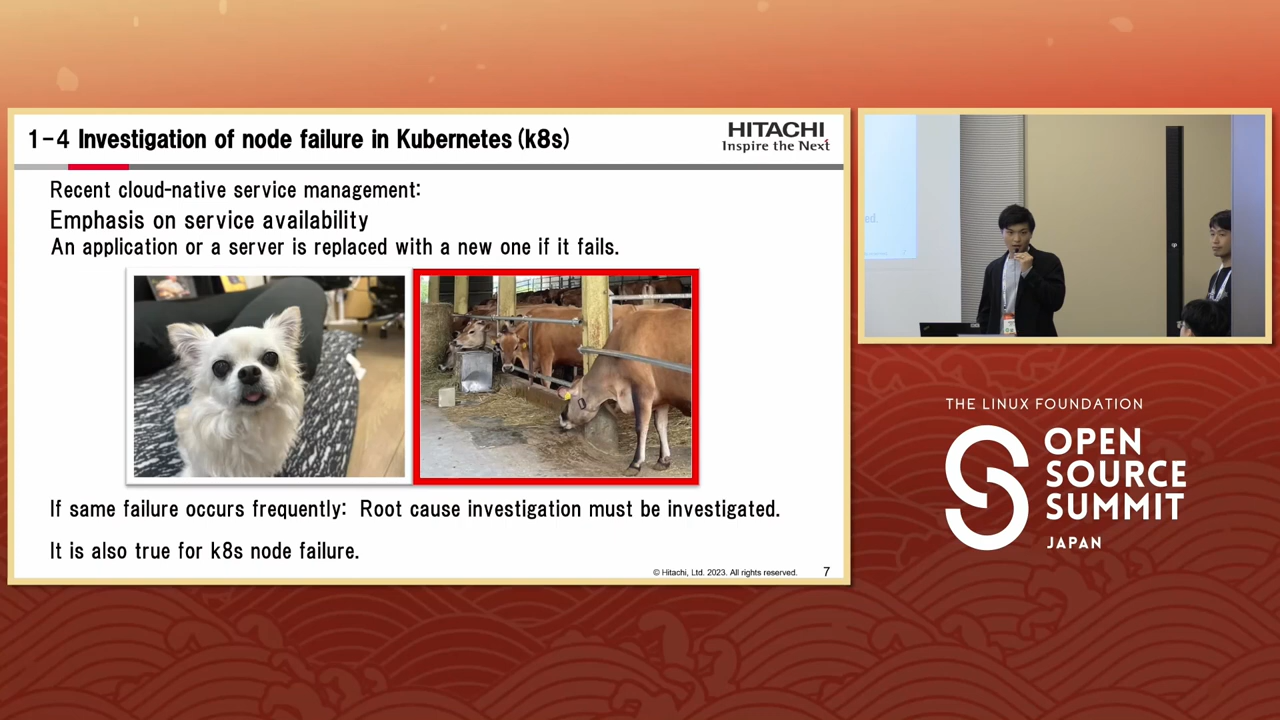 1-4 Investigation of node failure in Kubernetes (k8s)
HITACHI
Inspire the Next
Recent cloud-native service management:
Emphasis on service availability
An application or a server is replaced with a new one if it fails.
If same failure occurs frequently: Root cause investigation must be investigated.
It is also true for k8s node failure.
© Hitachi, Ltd. 2023. All rights reserved.
7
ed.
THE LINUX FOUNDATION
OPEN
SOURCE
SUMMIT
JAPAN